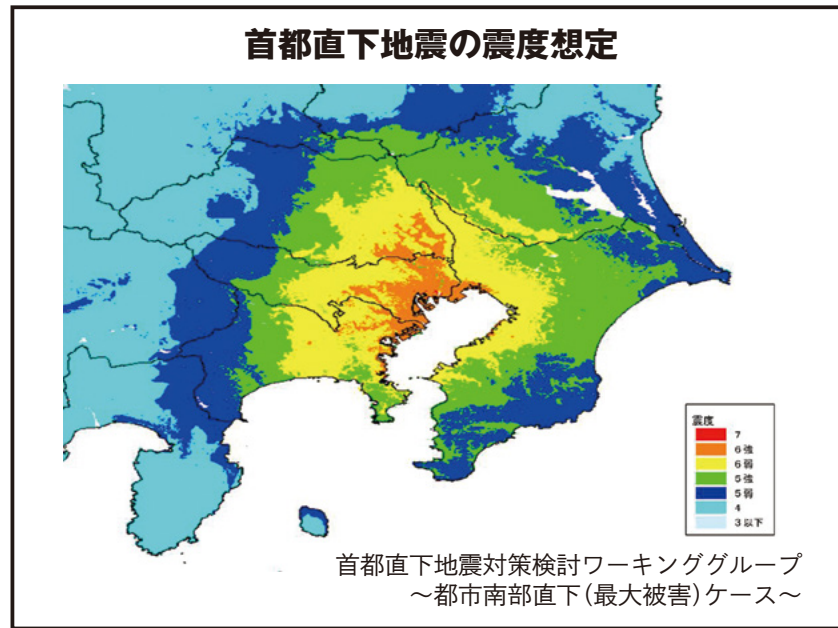 首都直下地震の震度想定
震度
7
6強
6弱
5強
5弱
4
3以下
首都直下地震対策検討ワーキンググループ
～都市南部直下(最大被害)ケース～